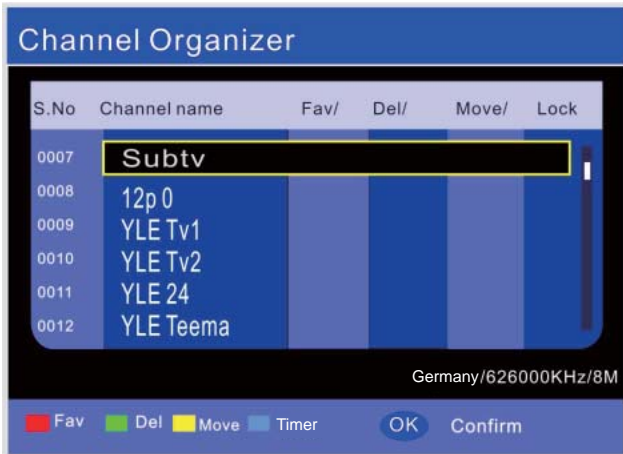 Channel Organizer
S.No Channel name Fav/ Del/ Move/ Lock
0007 Subtv
0008 12p 0
0009 YLE Tv1
0010 YLE Tv2
0011 YLE 24
0012 YLE Teema
Germany/626000KHz/8M
Fav Del Move Timer OK Confirm